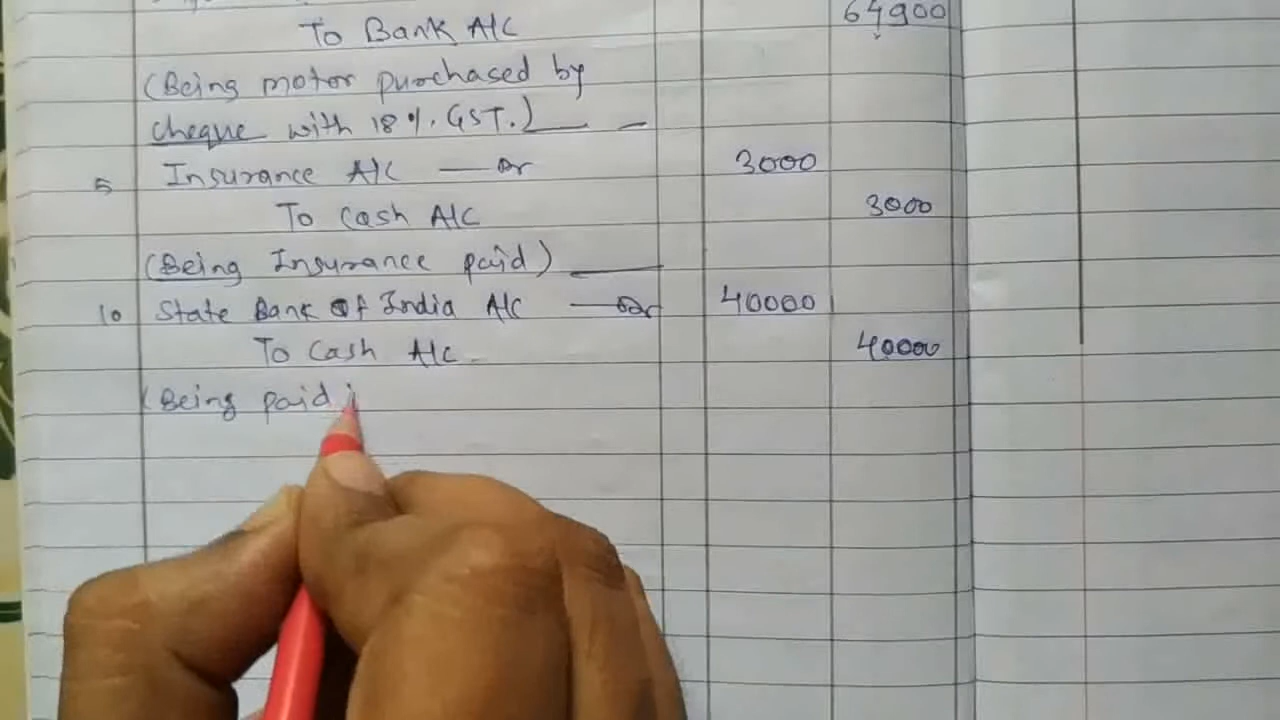 64900
To Bank A/C
(Being motor purchased by
cheque with 18%. GST.)
5 Insurance A/C — Dr 3000
To Cash A/C 3000
(Being Insurance paid)
10 State Bank Of India A/C — Dr 40000
To Cash A/C 40000
(Being paid i